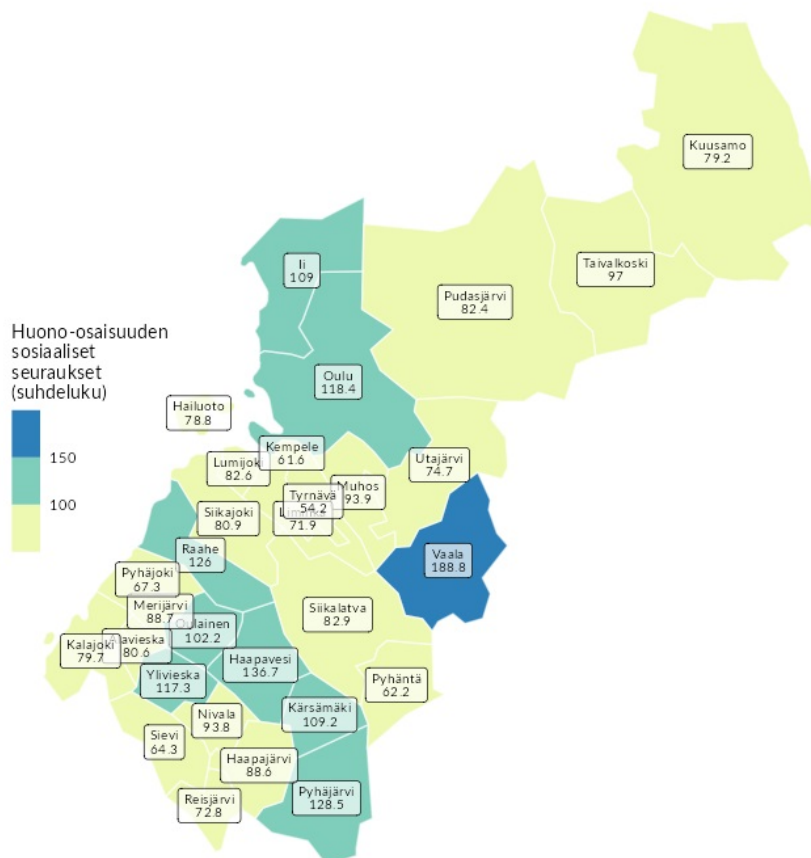 Kuusamo
79.2
Ii
109
Taivalkoski
97
Pudasjärvi
82.4
Huono-osaisuuden
sosiaaliset
seuraukset
(suhdeluku)
150
100
Oulu
118.4
Hailuoto
78.8
Kempele
61.6
Lumijoki
82.6
Utajärvi
74.7
Muhos
93.9
Tyrnävä
54.2
71.9
Siikajoki
80.9
Raahe
126
Vaala
188.8
Pyhäjoki
67.3
Merijärvi
88.7
Siikalatva
82.9
Oulainen
102.2
Alavieska
80.6
Kalajoki
79.7
Haapavesi
136.7
Ylivieska
117.3
Pyhäntä
62.2
Kärsämäki
109.2
Nivala
93.8
Sievi
64.3
Haapajärvi
88.6
Pyhäjärvi
128.5
Reisjärvi
72.8